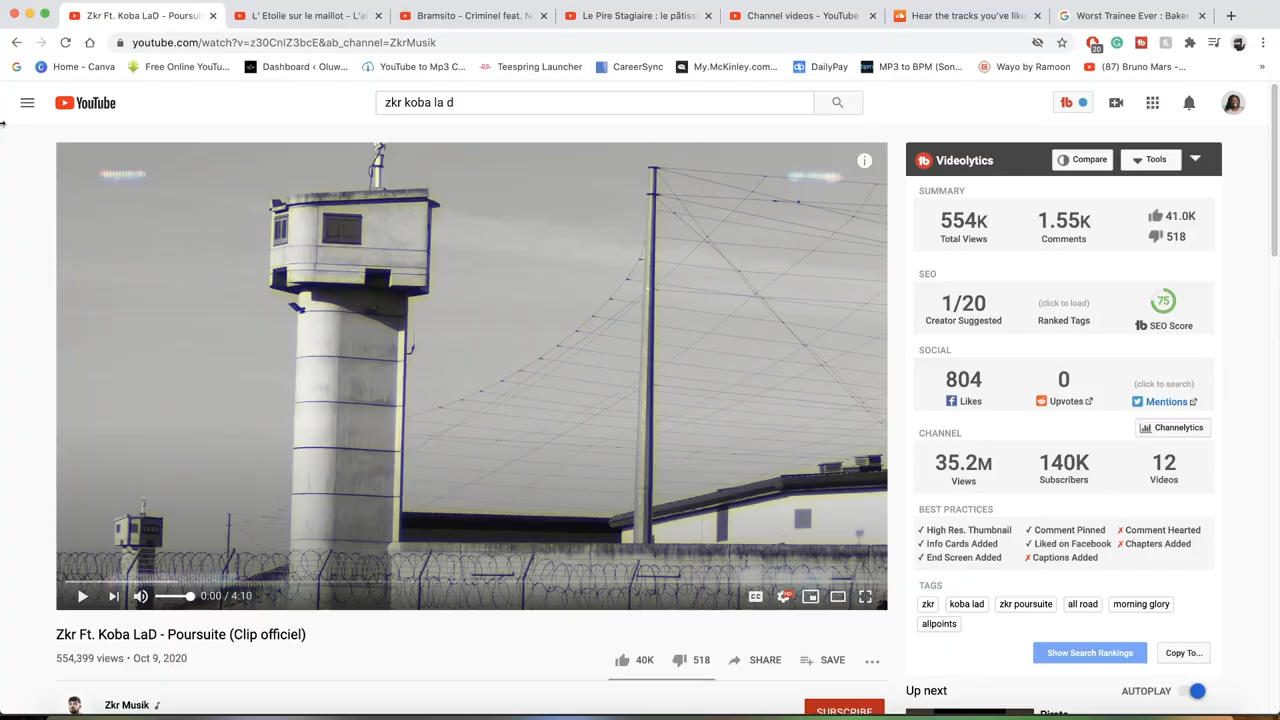 Zkr Ft. Koba LaD - Poursuit
L' Etoile sur le maillot - L'al
Bramsito - Criminel feat. N
Le Pire Stagiaire : le pâtiss
Channel videos - YouTube
Hear the tracks you've like
Worst Trainee Ever : Baker
youtube.com/watch?v=z30CnIZ3bcE&ab_channel=ZkrMusik
20
Home - Canva
Free Online YouTu...
Dashboard ‹ Oluw...
YouTube to Mp3 C...
Teespring Launcher
CareerSync
My.McKinley.com...
DailyPay
MP3 to BPM (Son...
Wayo by Ramoon
(87) Bruno Mars -...
»
YouTube
zkr koba la d
tb
tb Videolytics
Compare
Tools
SUMMARY
554K 1.55K 41.0K
Total Views Comments 518
SEO
1/20 (click to load) 75
Creator Suggested Ranked Tags tb SEO Score
SOCIAL
804 0 (click to search)
Likes Upvotes Mentions
CHANNEL Channelytics
35.2M 140K 12
Views Subscribers Videos
BEST PRACTICES
✓ High Res. Thumbnail ✓ Comment Pinned ✗ Comment Hearted
✓ Info Cards Added ✓ Liked on Facebook ✗ Chapters Added
✓ End Screen Added ✗ Captions Added
TAGS
zkr koba lad zkr poursuite all road morning glory
allpoints
Show Search Rankings Copy To...
0:00 / 4:10
CC HD
Zkr Ft. Koba LaD - Poursuite (Clip officiel)
554,399 views • Oct 9, 2020
40K 518 SHARE SAVE
Zkr Musik
SUBSCRIBE
Up next AUTOPLAY
Pirate